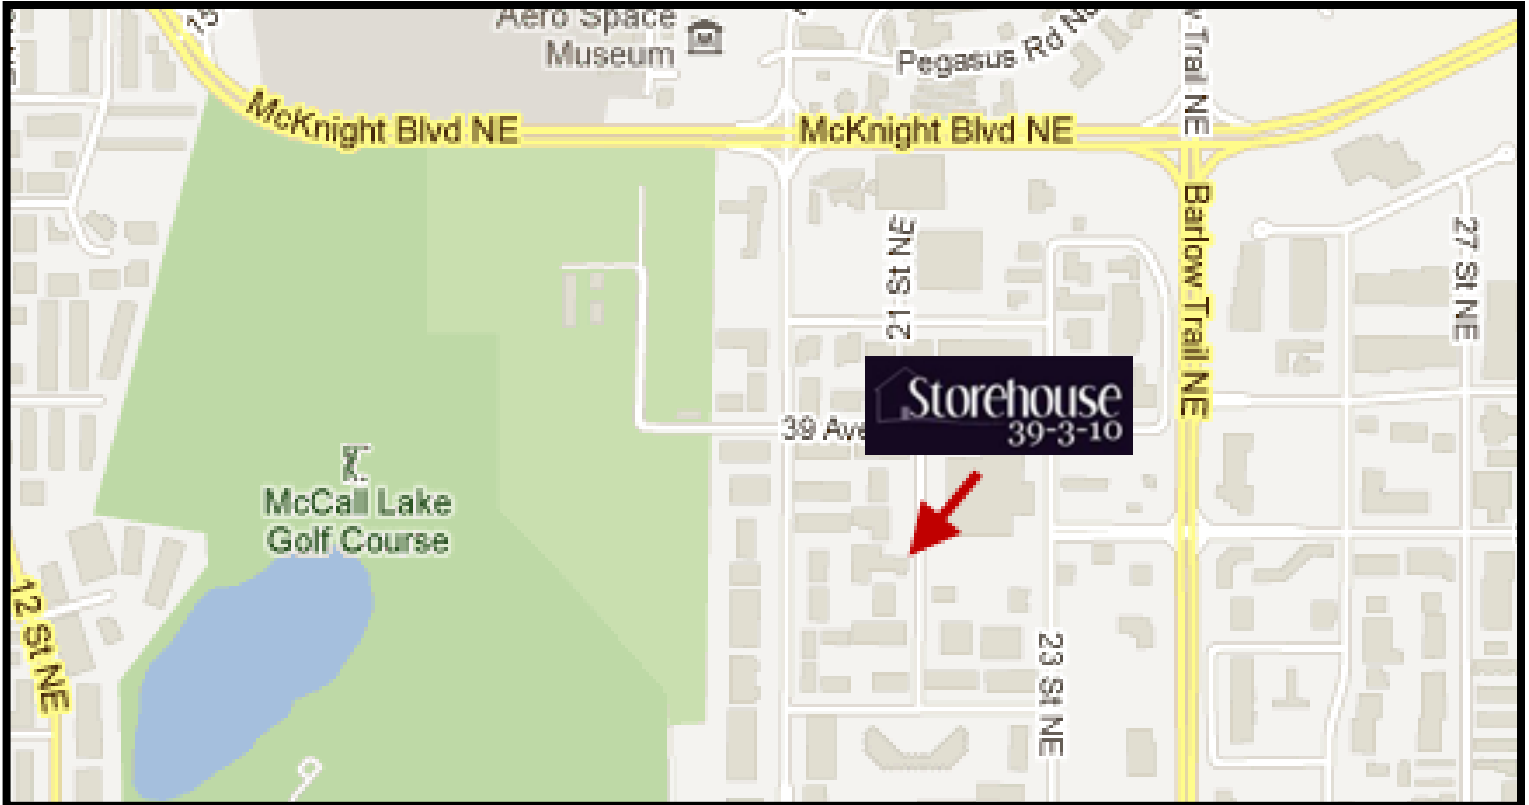 Aero Space
Museum
Pegasus Rd
Trail NE
McKnight Blvd NE
McKnight Blvd NE
Barlow Trail NE
21 St NE
27 St NE
Storehouse
39-3-10
39 Ave
McCall Lake
Golf Course
12 St NE
23 St NE